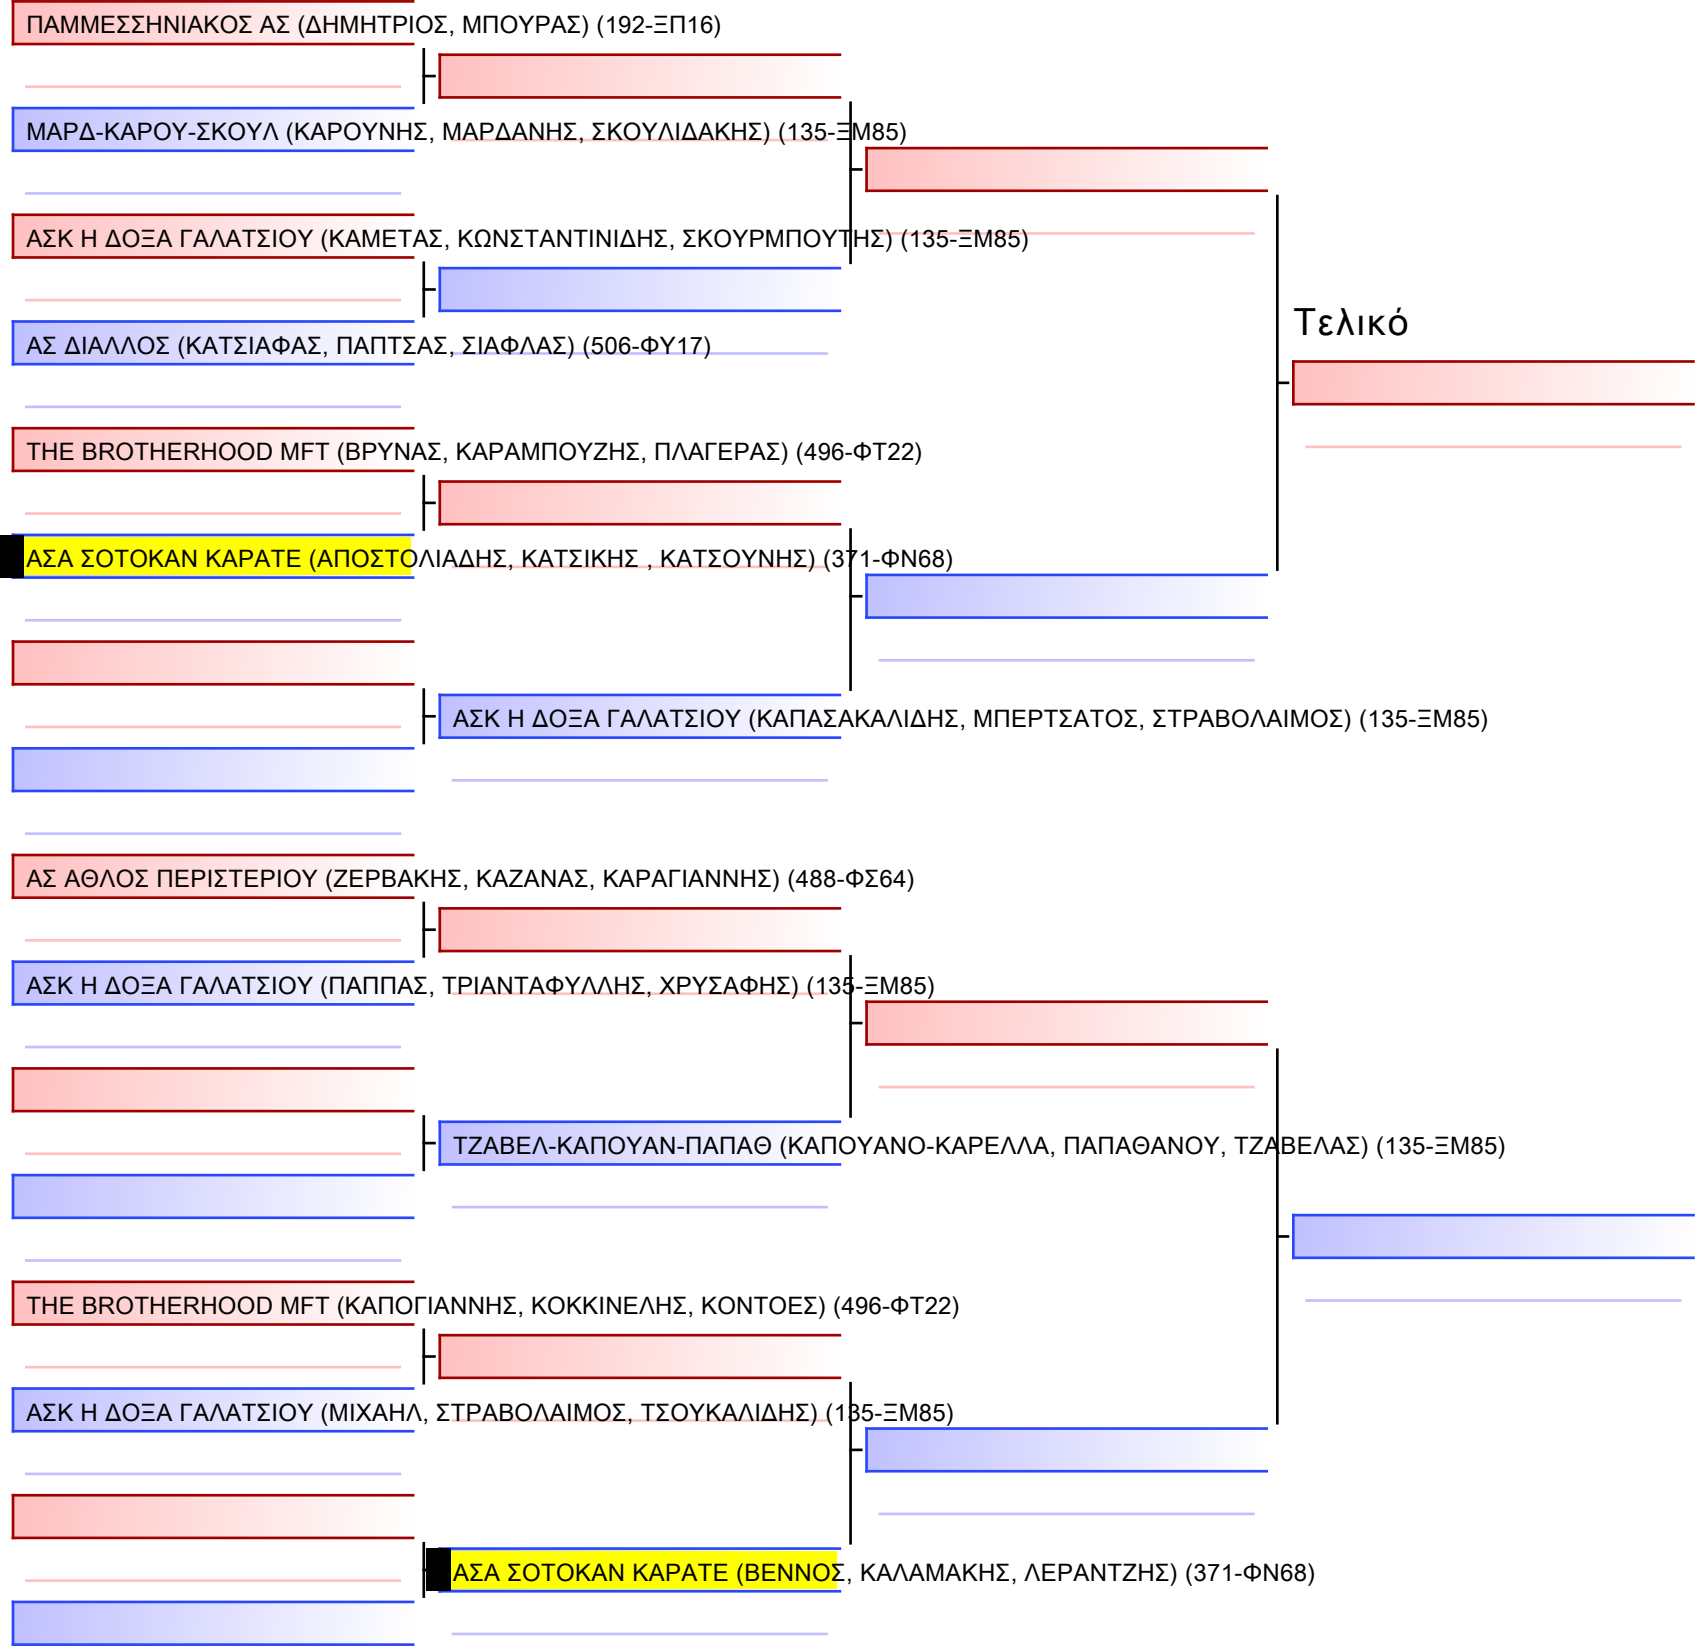 ΠΑΜΜΕΣΣΗΝΙΑΚΟΣ ΑΣ (ΔΗΜΗΤΡΙΟΣ, ΜΠΟΥΡΑΣ) (192-ΞΠ16)
ΜΑΡΔ-ΚΑΡΟΥ-ΣΚΟΥΛ (ΚΑΡΟΥΝΗΣ, ΜΑΡΔΑΝΗΣ, ΣΚΟΥΛΙΔΑΚΗΣ) (135-ΞΜ85)
ΑΣΚ Η ΔΟΞΑ ΓΑΛΑΤΣΙΟΥ (ΚΑΜΕΤΑΣ, ΚΩΝΣΤΑΝΤΙΝΙΔΗΣ, ΣΚΟΥΡΜΠΟΥΤΗΣ) (135-ΞΜ85)
Τελικό
ΑΣ ΔΙΑΛΛΟΣ (ΚΑΤΣΙΑΦΑΣ, ΠΑΠΤΣΑΣ, ΣΙΑΦΛΑΣ) (506-ΦΥ17)
THE BROTHERHOOD MFT (ΒΡΥΝΑΣ, ΚΑΡΑΜΠΟΥΖΗΣ, ΠΛΑΓΕΡΑΣ) (496-ΦΤ22)
ΑΣΑ ΣΟΤΟΚΑΝ ΚΑΡΑΤΕ (ΑΠΟΣΤΟΛΙΑΔΗΣ, ΚΑΤΣΙΚΗΣ , ΚΑΤΣΟΥΝΗΣ) (371-ΦΝ68)
ΑΣΚ Η ΔΟΞΑ ΓΑΛΑΤΣΙΟΥ (ΚΑΠΑΣΑΚΑΛΙΔΗΣ, ΜΠΕΡΤΣΑΤΟΣ, ΣΤΡΑΒΟΛΑΙΜΟΣ) (135-ΞΜ85)
ΑΣ ΑΘΛΟΣ ΠΕΡΙΣΤΕΡΙΟΥ (ΖΕΡΒΑΚΗΣ, ΚΑΖΑΝΑΣ, ΚΑΡΑΓΙΑΝΝΗΣ) (488-ΦΣ64)
ΑΣΚ Η ΔΟΞΑ ΓΑΛΑΤΣΙΟΥ (ΠΑΠΠΑΣ, ΤΡΙΑΝΤΑΦΥΛΛΗΣ, ΧΡΥΣΑΦΗΣ) (135-ΞΜ85)
ΤΖΑΒΕΛ-ΚΑΠΟΥΑΝ-ΠΑΠΑΘ (ΚΑΠΟΥΑΝΟ-ΚΑΡΕΛΛΑ, ΠΑΠΑΘΑΝΟΥ, ΤΖΑΒΕΛΑΣ) (135-ΞΜ85)
THE BROTHERHOOD MFT (ΚΑΠΟΓΙΑΝΝΗΣ, ΚΟΚΚΙΝΕΛΗΣ, ΚΟΝΤΟΕΣ) (496-ΦΤ22)
ΑΣΚ Η ΔΟΞΑ ΓΑΛΑΤΣΙΟΥ (ΜΙΧΑΗΛ, ΣΤΡΑΒΟΛΑΙΜΟΣ, ΤΣΟΥΚΑΛΙΔΗΣ) (135-ΞΜ85)
ΑΣΑ ΣΟΤΟΚΑΝ ΚΑΡΑΤΕ (ΒΕΝΝΟΣ, ΚΑΛΑΜΑΚΗΣ, ΛΕΡΑΝΤΖΗΣ) (371-ΦΝ68)